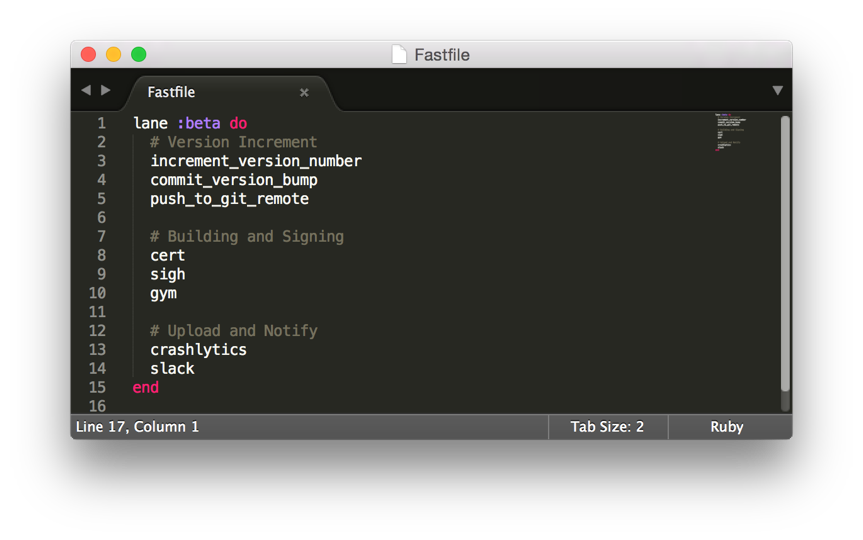 Fastfile
Fastfile ×
1 lane :beta do
2   # Version Increment
3   increment_version_number
4   commit_version_bump
5   push_to_git_remote
6
7   # Building and Signing
8   cert
9   sigh
10   gym
11
12   # Upload and Notify
13   crashlytics
14   slack
15 end
16
Line 17, Column 1 Tab Size: 2 Ruby